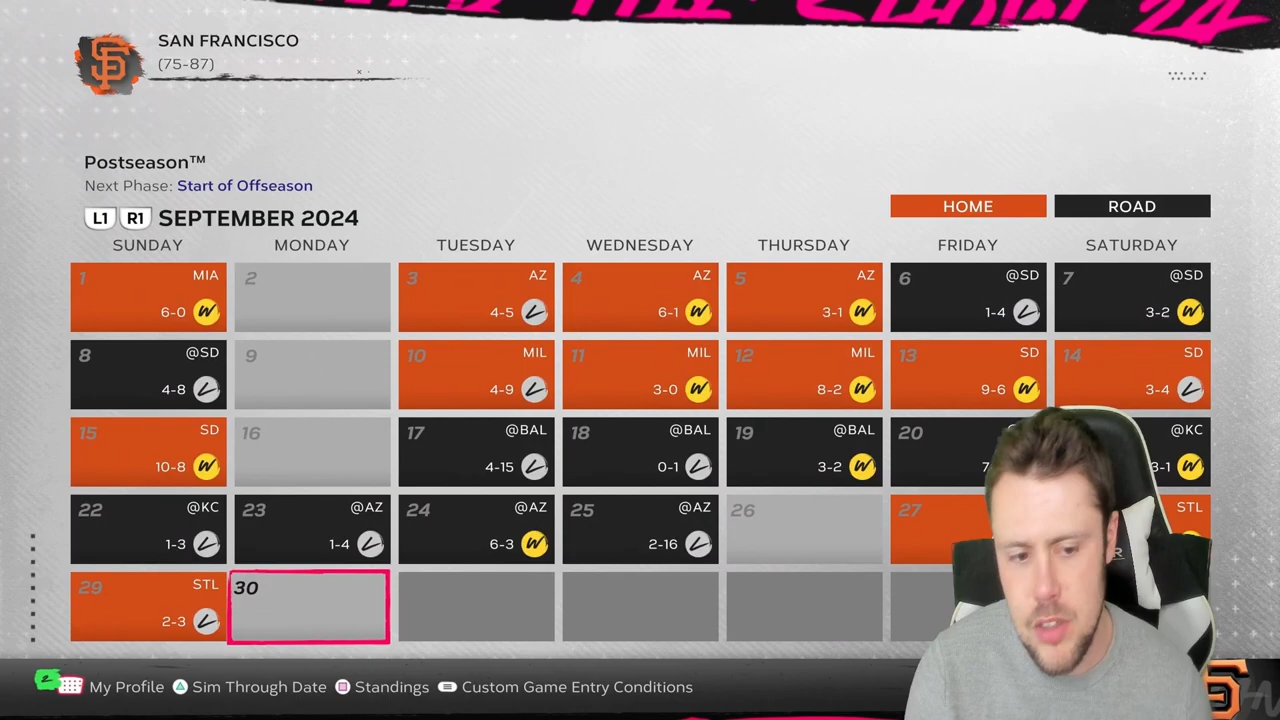 SHOW 24
SAN FRANCISCO
(75-87)
Postseason™
Next Phase: Start of Offseason
L1 R1 SEPTEMBER 2024
HOME ROAD
SUNDAY MONDAY TUESDAY WEDNESDAY THURSDAY FRIDAY SATURDAY
1 MIA 2 3 AZ 4 AZ 5 AZ 6 @SD 7 @SD
6-0 W 4-5 L 6-1 W 3-1 W 1-4 L 3-2 W
8 @SD 9 10 MIL 11 MIL 12 MIL 13 SD 14 SD
4-8 L 4-9 L 3-0 W 8-2 W 9-6 W 3-4 L
15 SD 16 17 @BAL 18 @BAL 19 @BAL 20 @KC
10-8 W 4-15 L 0-1 L 3-2 W 7 3-1 W
22 @KC 23 @AZ 24 @AZ 25 @AZ 26 27 STL
1-3 L 1-4 L 6-3 W 2-16 L
29 STL 30
2-3 L
My Profile Sim Through Date Standings Custom Game Entry Conditions